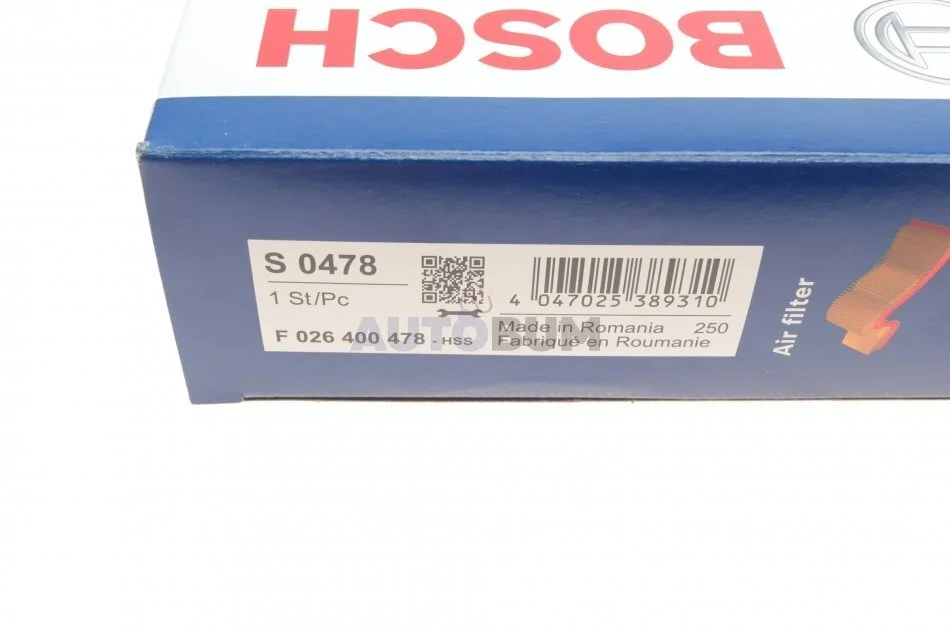 BOSCH
S 0478
1 St/Pc
F 026 400 478 - HSS
4 047025 389310
Made in Romania 250
Fabriqué en Roumanie
Air filter
AUTOBUM